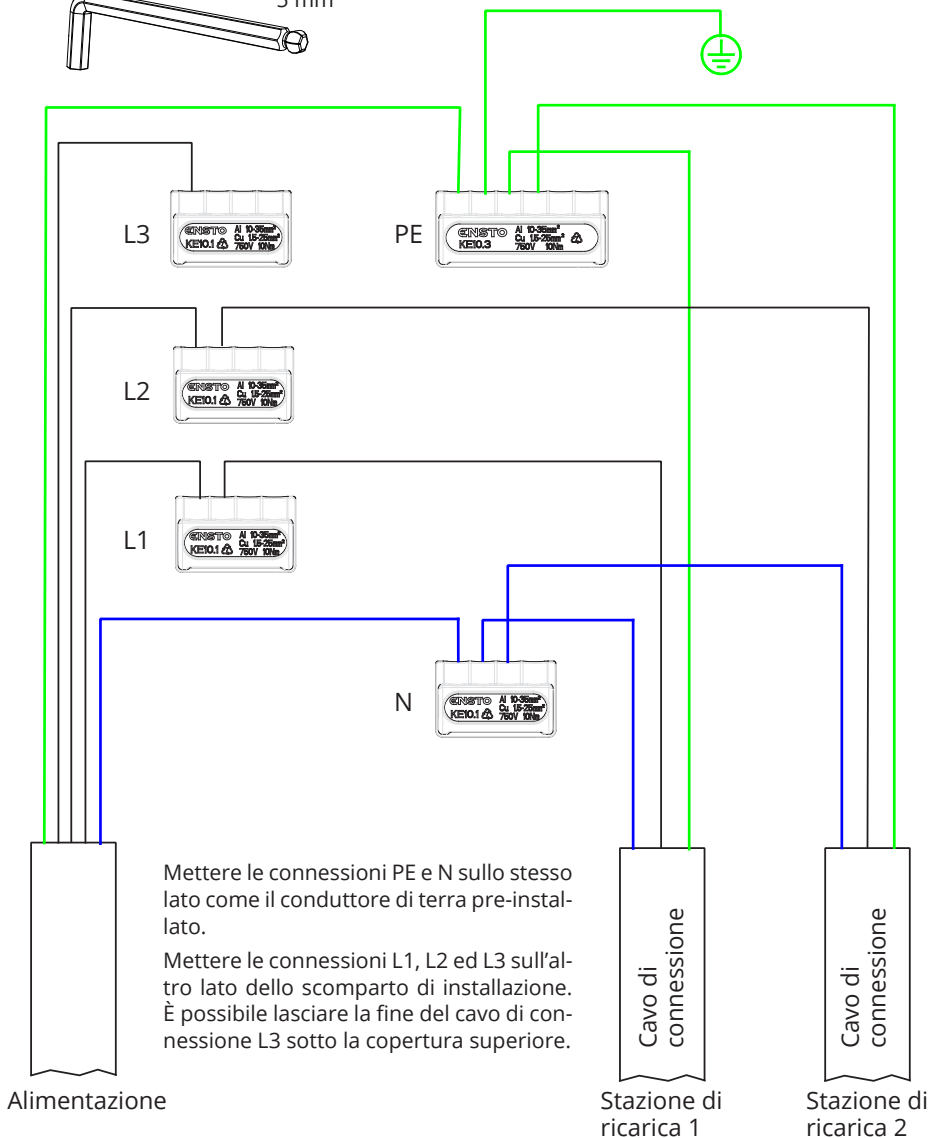 5 mm
L3
ENSTO Al 10-35mm²
Cu 1.5-25mm²
KE10.1 750V 10Nm
PE
ENSTO Al 10-35mm²
Cu 1.5-25mm²
KE10.3 750V 10Nm
L2
ENSTO Al 10-35mm²
Cu 1.5-25mm²
KE10.1 750V 10Nm
L1
ENSTO Al 10-35mm²
Cu 1.5-25mm²
KE10.1 750V 10Nm
N
ENSTO Al 10-35mm²
Cu 1.5-25mm²
KE10.1 750V 10Nm
Mettere le connessioni PE e N sullo stesso
lato come il conduttore di terra pre-instal-
lato.
Mettere le connessioni L1, L2 ed L3 sull'al-
tro lato dello scomparto di installazione.
È possibile lasciare la fine del cavo di con-
nessione L3 sotto la copertura superiore.
Cavo di
connessione
Cavo di
connessione
Alimentazione
Stazione di
ricarica 1
Stazione di
ricarica 2